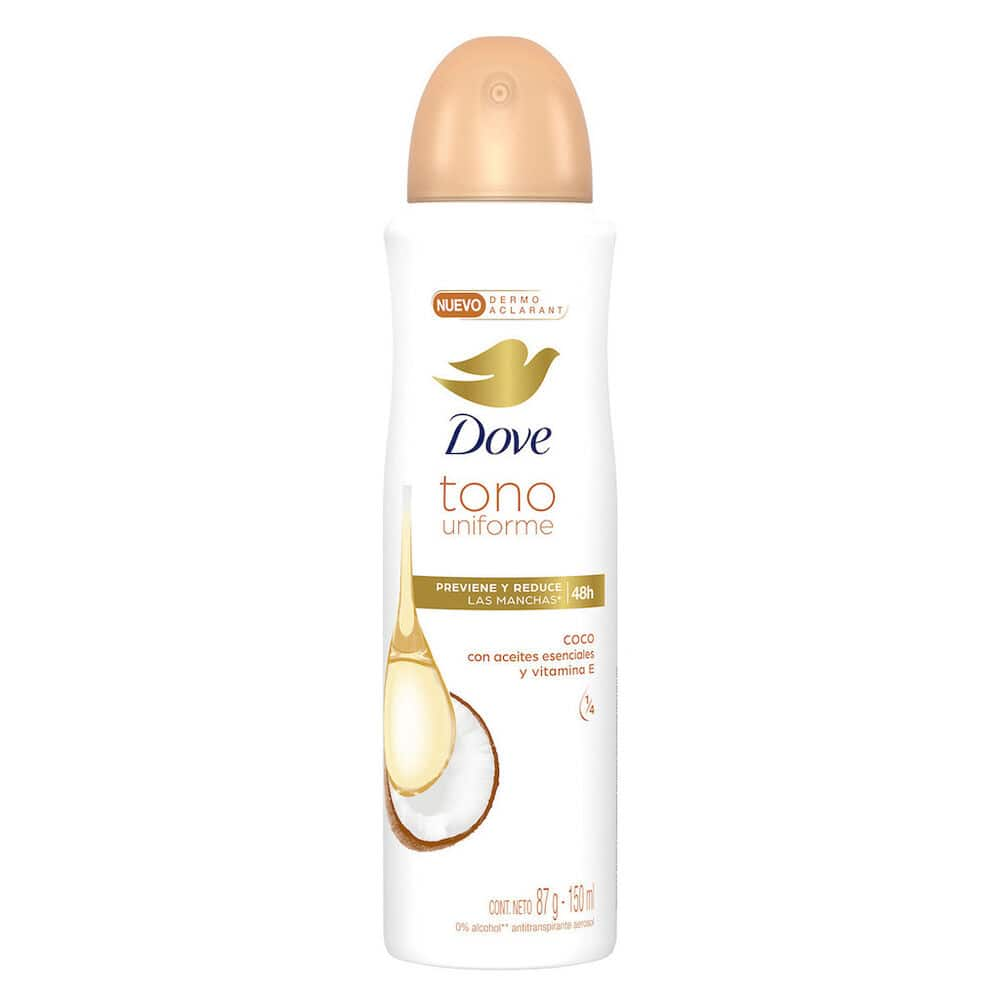 NUEVO
DERMO
ACLARANT
Dove
tono
uniforme
PREVIENE Y REDUCE
LAS MANCHAS*
48h
COCO
con aceites esenciales
y vitamina E
1/4
CONT. NETO 87 g - 150 ml
0% alcohol** antitranspirante aerosol